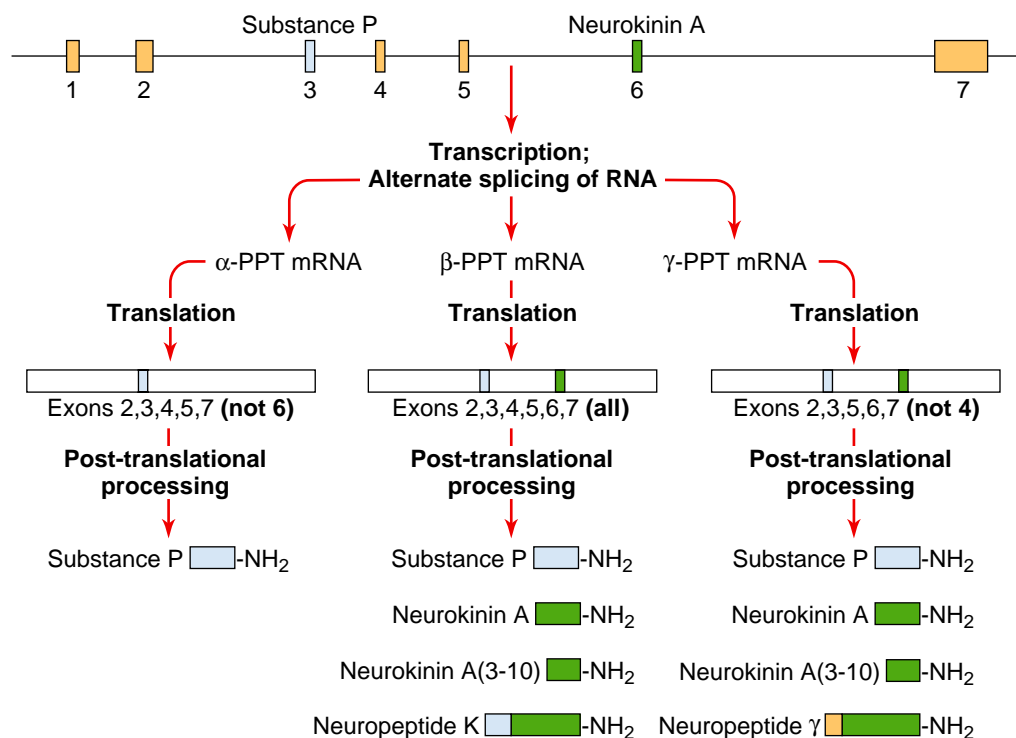 Substance P
Neurokinin A
1 2 3 4 5 6 7
Transcription;
Alternate splicing of RNA
α-PPT mRNA
β-PPT mRNA
γ-PPT mRNA
Translation
Translation
Translation
Exons 2,3,4,5,7 (not 6)
Exons 2,3,4,5,6,7 (all)
Exons 2,3,5,6,7 (not 4)
Post-translational
processing
Post-translational
processing
Post-translational
processing
Substance P -NH₂
Substance P -NH₂
Substance P -NH₂
Neurokinin A -NH₂
Neurokinin A -NH₂
Neurokinin A(3-10) -NH₂
Neurokinin A(3-10) -NH₂
Neuropeptide K -NH₂
Neuropeptide γ -NH₂